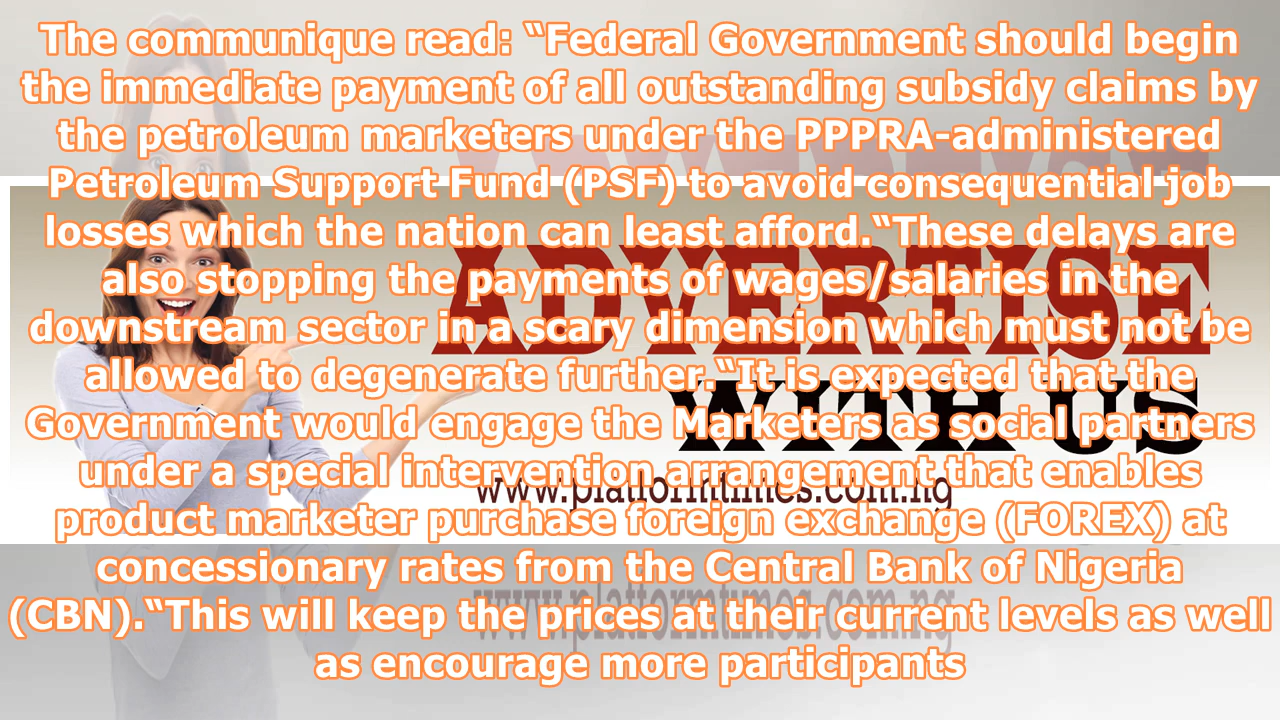 The communique read: “Federal Government should begin
the immediate payment of all outstanding subsidy claims by
the petroleum marketers under the PPPRA-administered
Petroleum Support Fund (PSF) to avoid consequential job
losses which the nation can least afford.“These delays are
also stopping the payments of wages/salaries in the
downstream sector in a scary dimension which must not be
allowed to degenerate further.“It is expected that the
Government would engage the Marketers as social partners
under a special intervention arrangement that enables
product marketer purchase foreign exchange (FOREX) at
concessionary rates from the Central Bank of Nigeria
(CBN).“This will keep the prices at their current levels as well
as encourage more participants
ADVERTISE
WITH US
www.platformtimes.com.ng
www.platformtimes.com.ng